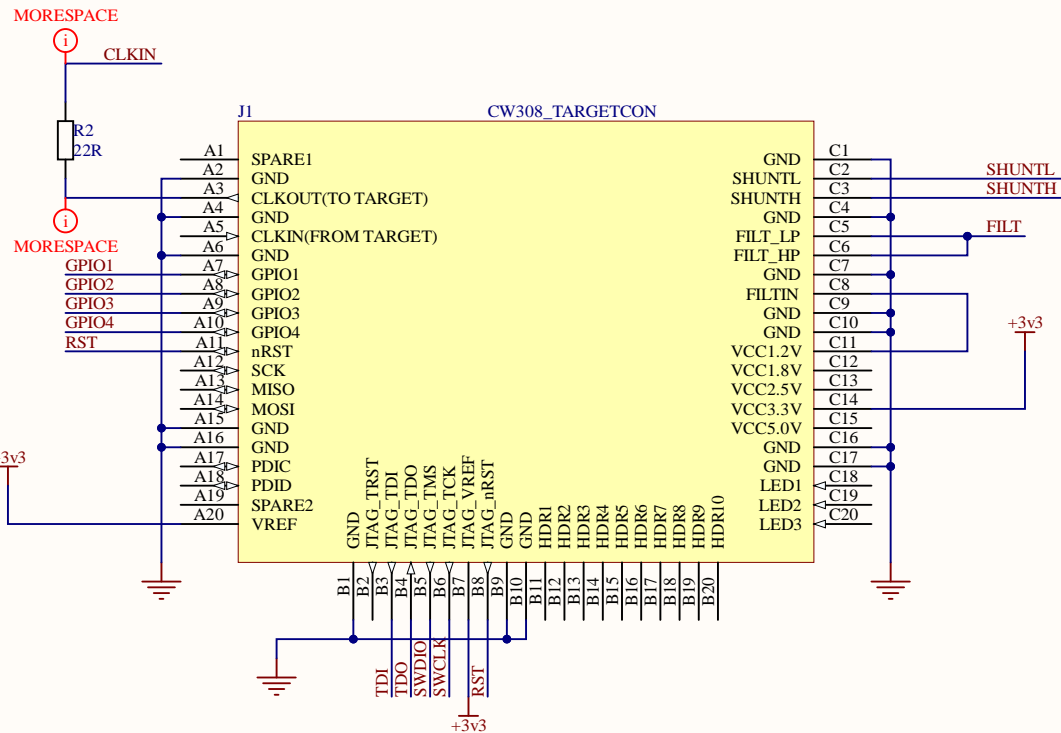 MORESPACE
i
CLKIN
R2
22R
i
MORESPACE
J1
CW308_TARGETCON
A1 SPARE1
A2 GND
A3 CLKOUT(TO TARGET)
A4 GND
A5 CLKIN(FROM TARGET)
A6 GND
GPIO1 A7 GPIO1
GPIO2 A8 GPIO2
GPIO3 A9 GPIO3
GPIO4 A10 GPIO4
RST A11 nRST
A12 SCK
A13 MISO
A14 MOSI
A15 GND
A16 GND
A17 PDIC
A18 PDID
A19 SPARE2
A20 VREF
3v3
GND C1
SHUNTL C2 SHUNTL
SHUNTH C3 SHUNTH
GND C4
FILT_LP C5 FILT
FILT_HP C6
GND C7
FILTIN C8
GND C9
GND C10
VCC1.2V C11
VCC1.8V C12
VCC2.5V C13
VCC3.3V C14
VCC5.0V C15
GND C16
GND C17
LED1 C18
LED2 C19
LED3 C20
+3v3
GND B1
JTAG_TRST B2
JTAG_TDI B3 TDI
JTAG_TDO B4 TDO
JTAG_TMS B5 SWDIO
JTAG_TCK B6 SWCLK
JTAG_VREF B7
JTAG_nRST B8 RST
GND B9
GND B10
HDR1 B11
HDR2 B12
HDR3 B13
HDR4 B14
HDR5 B15
HDR6 B16
HDR7 B17
HDR8 B18
HDR9 B19
HDR10 B20
+3v3